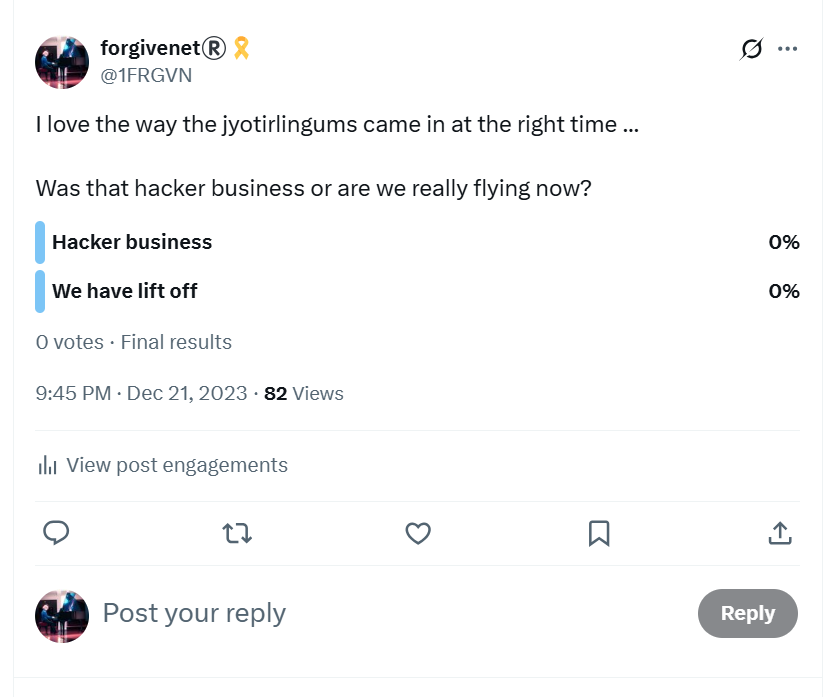 forgivenet®️🎗️
@1FRGVN
I love the way the jyotirlingums came in at the right time ...
Was that hacker business or are we really flying now?
Hacker business 0%
We have lift off 0%
0 votes · Final results
9:45 PM · Dec 21, 2023 · 82 Views
View post engagements
Post your reply
Reply